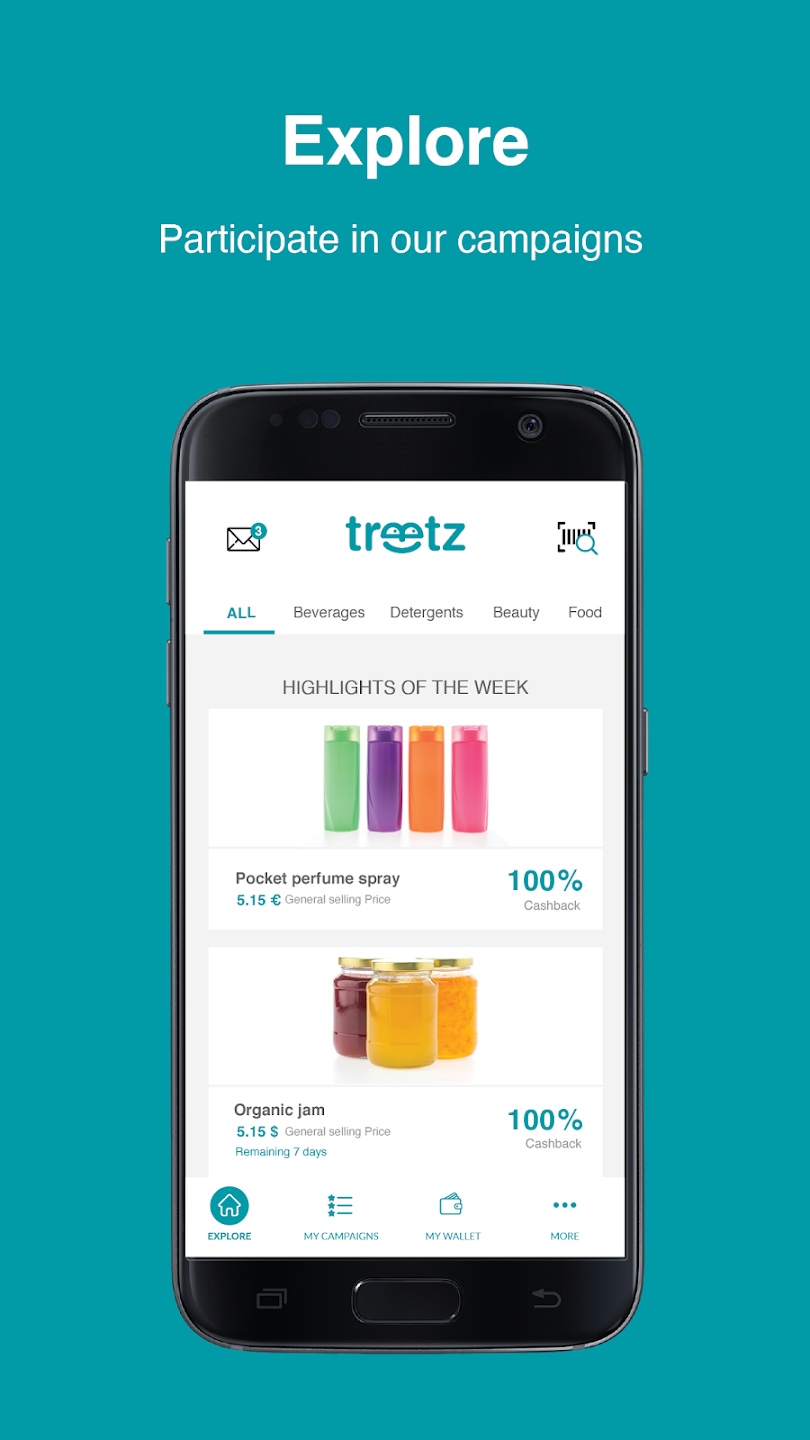 Explore
Participate in our campaigns
3
treetz
ALL Beverages Detergents Beauty Food
HIGHLIGHTS OF THE WEEK
Pocket perfume spray
5.15 € General selling Price
100%
Cashback
Organic jam
5.15 $ General selling Price
Remaining 7 days
100%
Cashback
EXPLORE MY CAMPAIGNS MY WALLET MORE